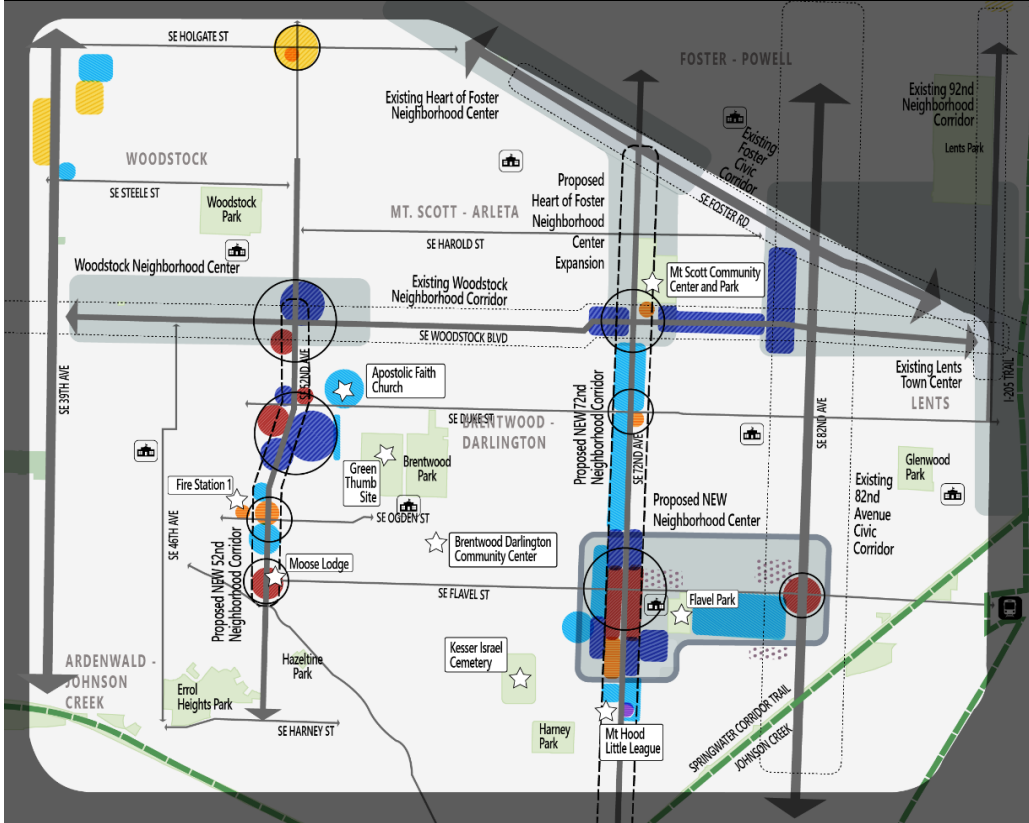 SE HOLGATE ST
FOSTER - POWELL
Existing Heart of Foster
Neighborhood Center
Existing 92nd
Neighborhood
Corridor
Lents Park
Existing
Foster
Civic
Corridor
WOODSTOCK
SE STEELE ST
Woodstock
Park
Proposed
Heart of Foster
Neighborhood
Center
Expansion
MT. SCOTT - ARLETA
SE HAROLD ST
SE FOSTER RD
Woodstock Neighborhood Center
Existing Woodstock
Neighborhood Corridor
Mt Scott Community
Center and Park
SE WOODSTOCK BLVD
SE 39TH AVE
SE 52ND AVE
Apostolic Faith
Church
Existing Lents
Town Center
LENTS
I-205 TRAIL
SE DUKE ST
BRENTWOOD -
DARLINGTON
Proposed NEW 72nd
Neighborhood Corridor
SE 72ND AVE
SE 82ND AVE
Green
Thumb
Site
Brentwood
Park
Glenwood
Park
Fire Station 1
SE OGDEN ST
SE 46TH AVE
Existing
82nd
Avenue
Civic
Corridor
Proposed NEW
Neighborhood Center
Brentwood Darlington
Community Center
Proposed NEW 52nd
Neighborhood Corridor
Moose Lodge
SE FLAVEL ST
Flavel Park
Kesser Israel
Cemetery
ARDENWALD -
JOHNSON
CREEK
Hazeltine
Park
Errol
Heights Park
SE HARNEY ST
Harney
Park
Mt Hood
Little League
SPRINGWATER CORRIDOR TRAIL
JOHNSON CREEK